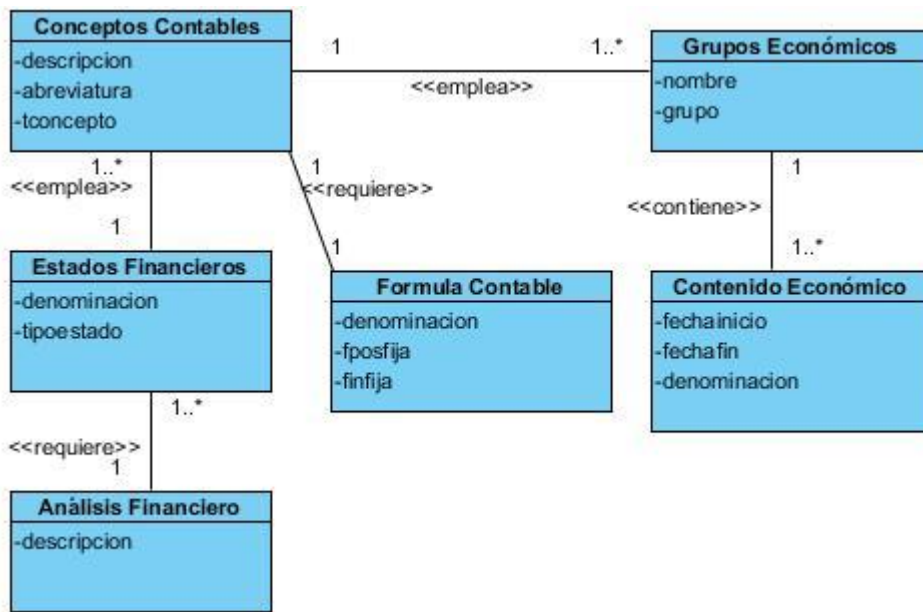 Conceptos Contables
-descripcion
-abreviatura
-tconcepto
1
1..*
<<emplea>>
Grupos Económicos
-nombre
-grupo
1..*
<<emplea>>
1
1
<<requiere>>
1
1
<<contiene>>
1..*
Estados Financieros
-denominacion
-tipoestado
Formula Contable
-denominacion
-fposfija
-finfija
Contenido Económico
-fechainicio
-fechafin
-denominacion
1..*
<<requiere>>
1
Análisis Financiero
-descripcion